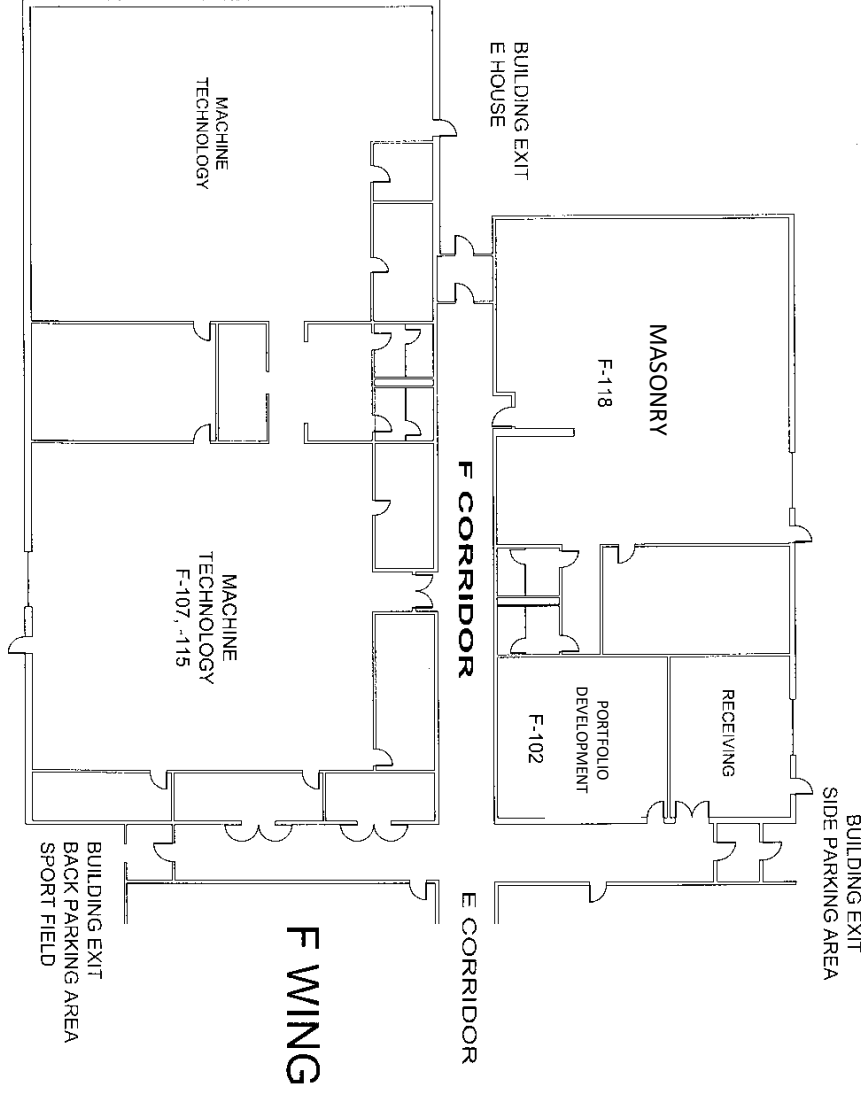 BUILDING EXIT
SIDE PARKING AREA
RECEIVING
PORTFOLIO
DEVELOPMENT
F-102
MASONRY
F-118
BUILDING EXIT
E HOUSE
F CORRIDOR
E CORRIDOR
MACHINE
TECHNOLOGY
MACHINE
TECHNOLOGY
F-107, -115
F WING
BUILDING EXIT
BACK PARKING AREA
SPORT FIELD